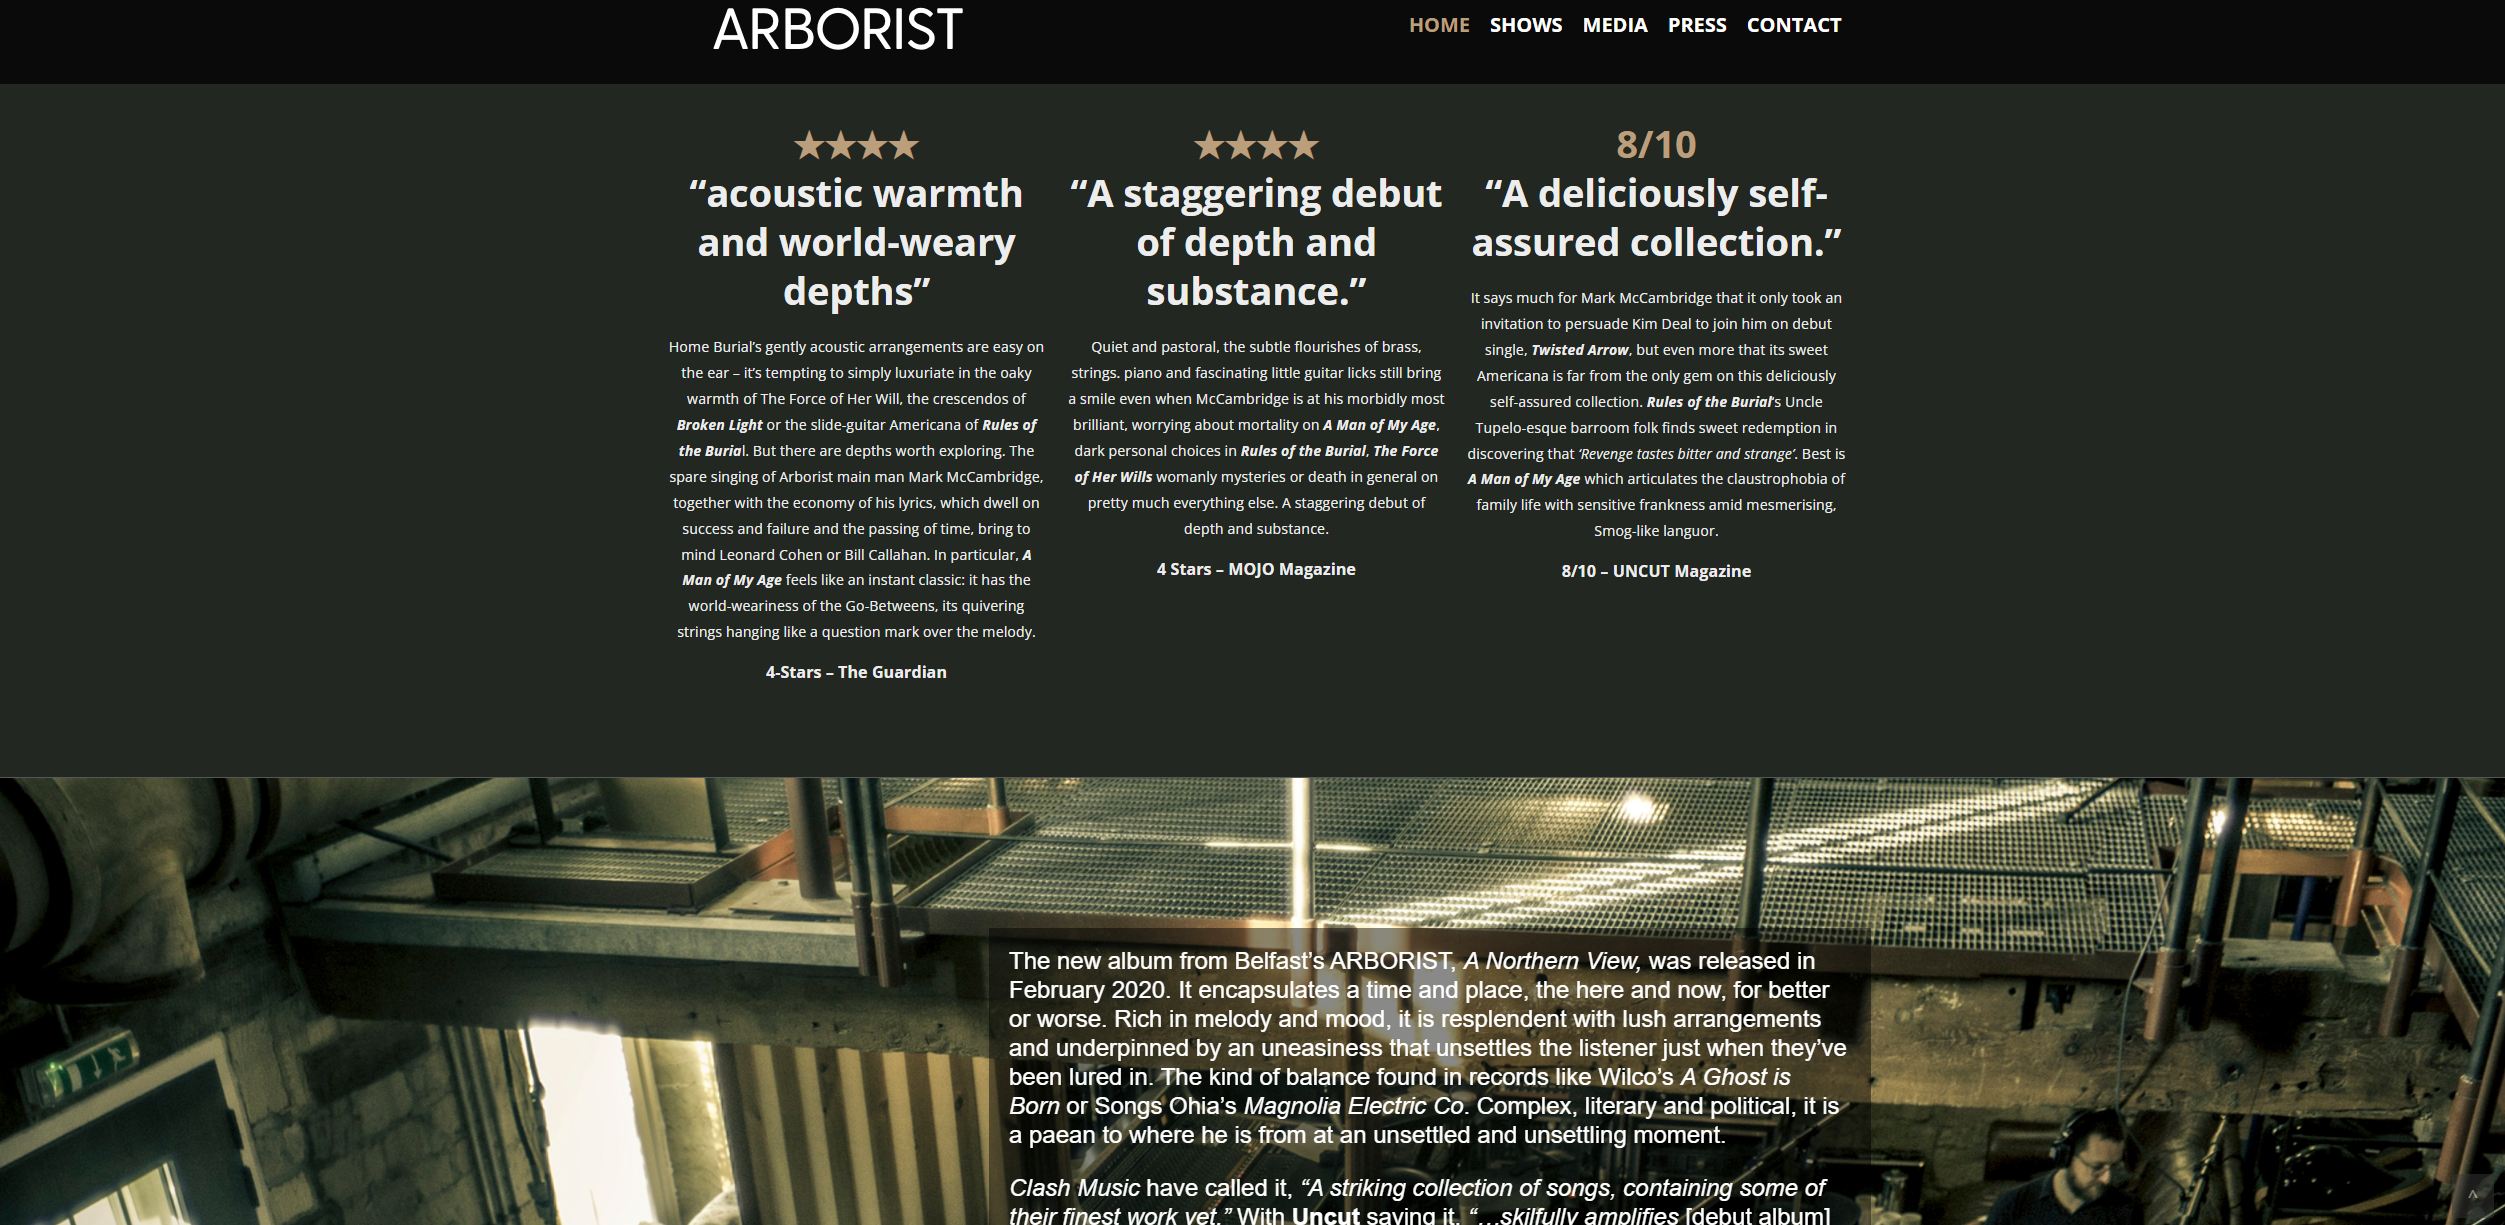 ARBORIST
HOME SHOWS MEDIA PRESS CONTACT
★★★★
“acoustic warmth
and world-weary
depths”
Home Burial’s gently acoustic arrangements are easy on
the ear – it’s tempting to simply luxuriate in the oaky
warmth of The Force of Her Will, the crescendos of
Broken Light or the slide-guitar Americana of Rules of
the Burial. But there are depths worth exploring. The
spare singing of Arborist main man Mark McCambridge,
together with the economy of his lyrics, which dwell on
success and failure and the passing of time, bring to
mind Leonard Cohen or Bill Callahan. In particular, A
Man of My Age feels like an instant classic: it has the
world-weariness of the Go-Betweens, its quivering
strings hanging like a question mark over the melody.
4-Stars – The Guardian
★★★★
“A staggering debut
of depth and
substance.”
Quiet and pastoral, the subtle flourishes of brass,
strings. piano and fascinating little guitar licks still bring
a smile even when McCambridge is at his morbidly most
brilliant, worrying about mortality on A Man of My Age,
dark personal choices in Rules of the Burial, The Force
of Her Wills womanly mysteries or death in general on
pretty much everything else. A staggering debut of
depth and substance.
4 Stars – MOJO Magazine
8/10
“A deliciously self-
assured collection.”
It says much for Mark McCambridge that it only took an
invitation to persuade Kim Deal to join him on debut
single, Twisted Arrow, but even more that its sweet
Americana is far from the only gem on this deliciously
self-assured collection. Rules of the Burial’s Uncle
Tupelo-esque barroom folk finds sweet redemption in
discovering that ‘Revenge tastes bitter and strange’. Best is
A Man of My Age which articulates the claustrophobia of
family life with sensitive frankness amid mesmerising,
Smog-like languor.
8/10 – UNCUT Magazine
The new album from Belfast’s ARBORIST, A Northern View, was released in
February 2020. It encapsulates a time and place, the here and now, for better
or worse. Rich in melody and mood, it is resplendent with lush arrangements
and underpinned by an uneasiness that unsettles the listener just when they’ve
been lured in. The kind of balance found in records like Wilco’s A Ghost is
Born or Songs Ohia’s Magnolia Electric Co. Complex, literary and political, it is
a paean to where he is from at an unsettled and unsettling moment.
Clash Music have called it, “A striking collection of songs, containing some of
their finest work yet.” With Uncut saying it, “…skilfully amplifies [debut album]